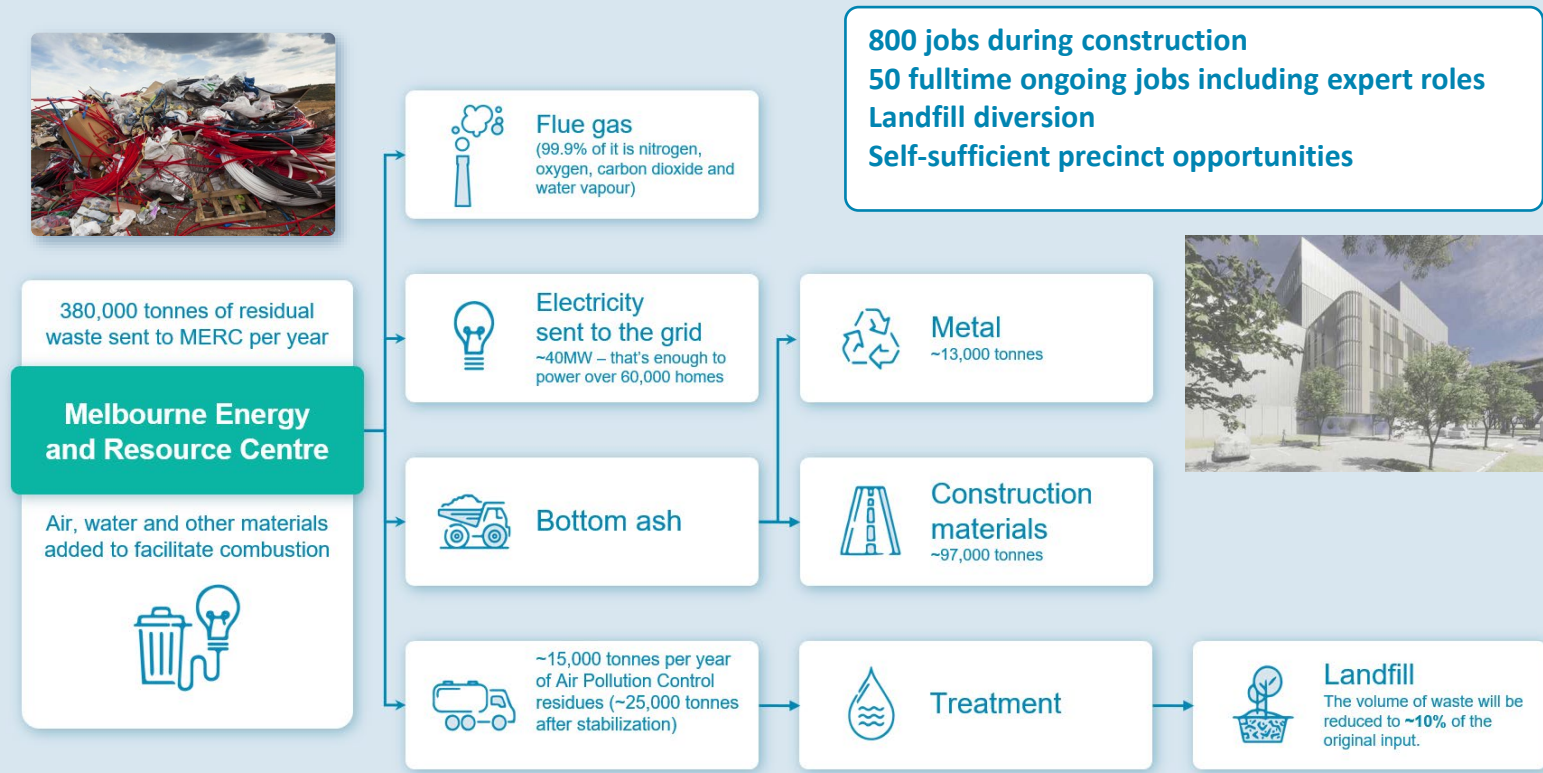 800 jobs during construction
50 fulltime ongoing jobs including expert roles
Landfill diversion
Self-sufficient precinct opportunities
380,000 tonnes of residual
waste sent to MERC per year
Melbourne Energy
and Resource Centre
Air, water and other materials
added to facilitate combustion
Flue gas
(99.9% of it is nitrogen,
oxygen, carbon dioxide and
water vapour)
Electricity
sent to the grid
~40MW – that's enough to
power over 60,000 homes
Bottom ash
Metal
~13,000 tonnes
Construction
materials
~97,000 tonnes
~15,000 tonnes per year
of Air Pollution Control
residues (~25,000 tonnes
after stabilization)
Treatment
Landfill
The volume of waste will be
reduced to ~10% of the
original input.